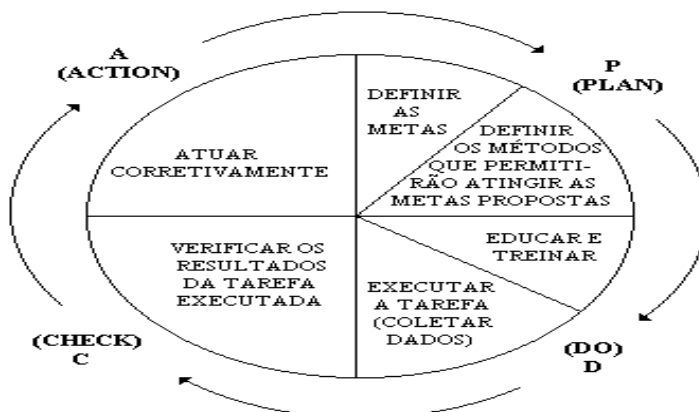 A
(ACTION)
P
(PLAN)
DEFINIR
AS
METAS
DEFINIR
OS MÉTODOS
QUE PERMITI-
RÃO ATINGIR AS
METAS PROPOSTAS
ATUAR
CORRETIVAMENTE
VERIFICAR OS
RESULTADOS
DA TAREFA
EXECUTADA
EDUCAR E
TREINAR
EXECUTAR
A TAREFA
(COLETAR
DADOS)
(CHECK)
C
(DO)
D